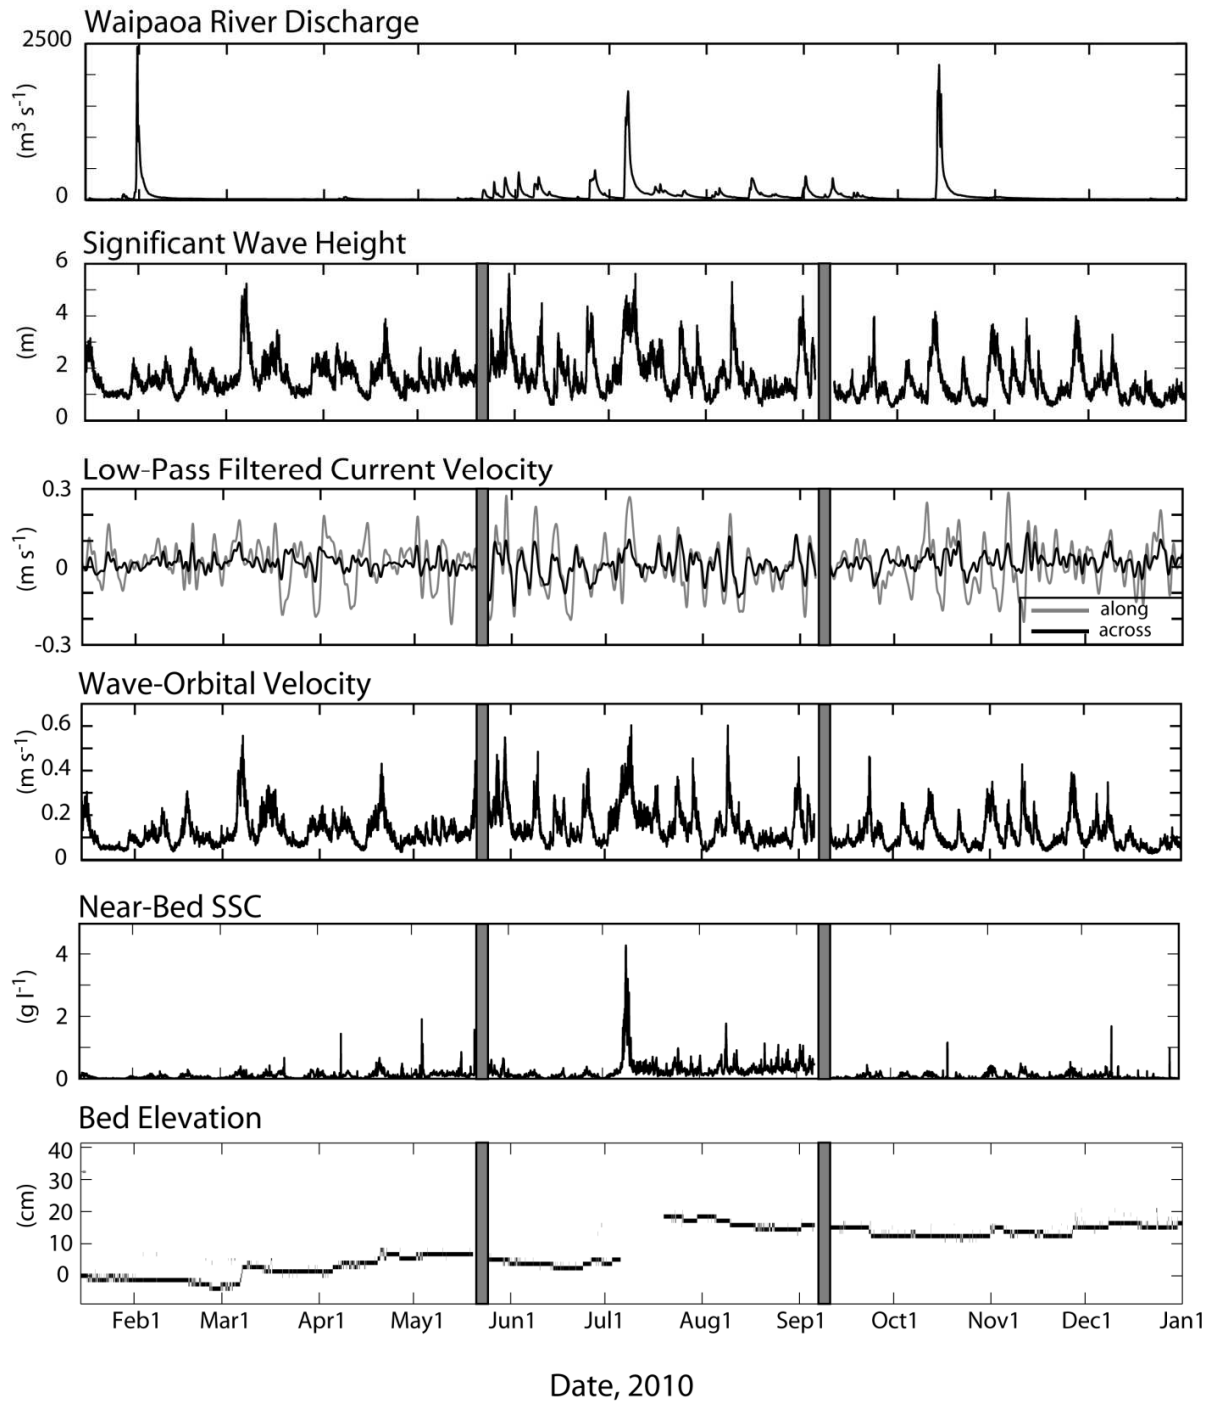 Waipaoa River Discharge
2500
(m³ s⁻¹)
0
Significant Wave Height
6
4
(m)
2
0
Low-Pass Filtered Current Velocity
0.3
(m s⁻¹)
0
-0.3
along
across
Wave-Orbital Velocity
0.6
(m s⁻¹)
0.4
0.2
0
Near-Bed SSC
4
(g l⁻¹)
2
0
Bed Elevation
40
30
(cm)
20
10
0
Feb1 Mar1 Apr1 May1 Jun1 Jul1 Aug1 Sep1 Oct1 Nov1 Dec1 Jan1
Date, 2010